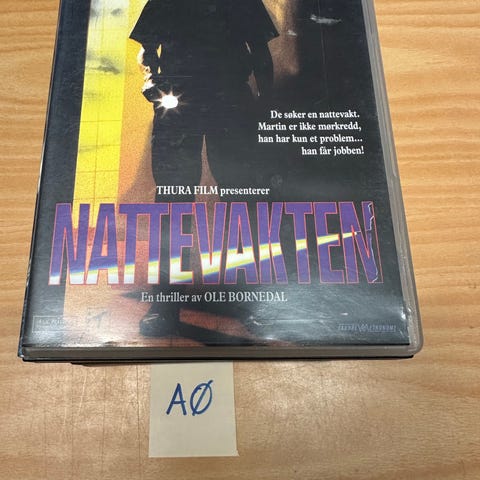 De søker en nattevakt.
Martin er ikke mørkredd,
han har kun et problem...
han får jobben!
THURA FILM presenterer
NATTEVAKTEN
En thriller av OLE BORNEDAL
AØ